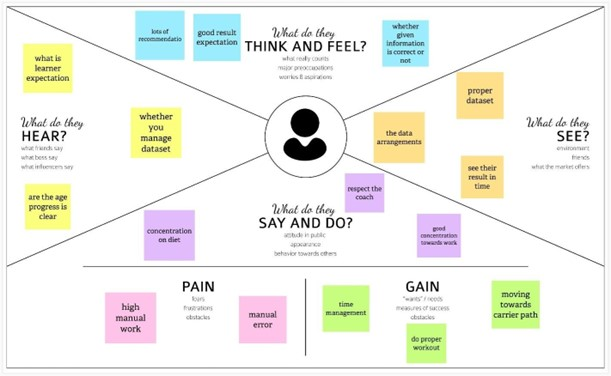 lots of
recommendatio
good result
expectation
What do they
THINK AND FEEL?
what really counts
major preoccupations
worries & aspirations
whether
given
information
is correct or
not
what is
learner
expectation
What do they
HEAR?
what friends say
what boss say
what influencers say
whether
you
manage
dataset
are the age
progress is
clear
proper
dataset
the data
arrangements
What do they
SEE?
environment
friends
what the market offers
see their
result in
time
respect the
coach
What do they
SAY AND DO?
attitude in public
appearance
behavior towards others
concentration
on diet
good
concentration
towards work
PAIN
fears
frustrations
obstacles
high
manual
work
manual
error
GAIN
"wants" / needs
measures of success
obstacles
time
management
do proper
workout
moving
towards
carrier path